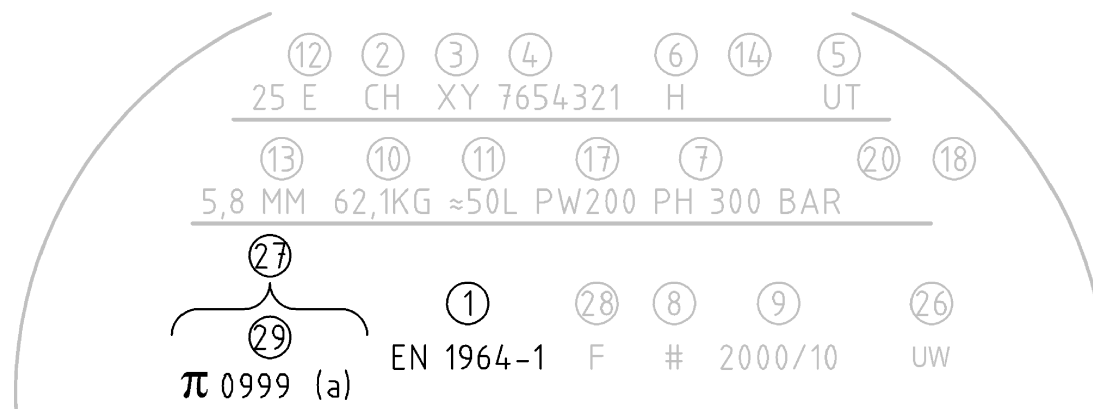 12 2 3 4 6 14 5
25 E CH XY 7654321 H UT
13 10 11 17 7 20 18
5,8 MM 62,1KG ≈50L PW200 PH 300 BAR
27
1 28 8 9 26
29
EN 1964-1 F # 2000/10 UW
π 0999 (a)